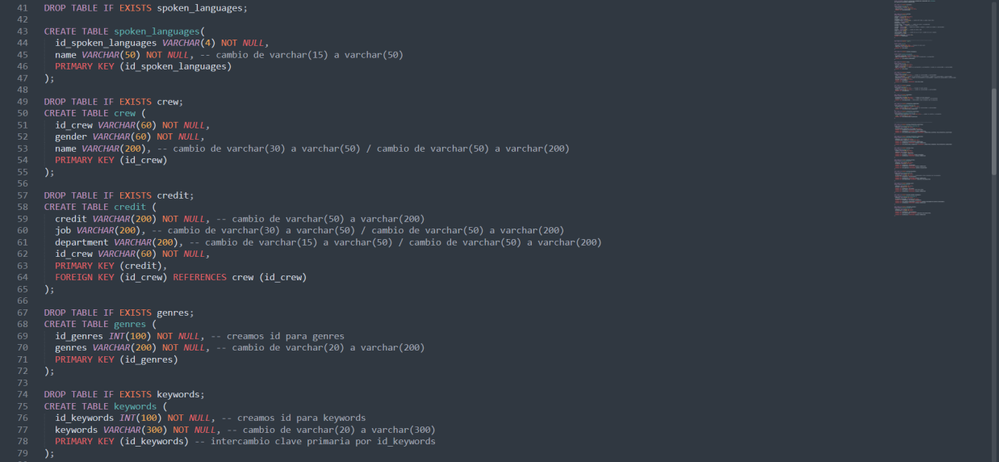 41 DROP TABLE IF EXISTS spoken_languages;
42
43 CREATE TABLE spoken_languages(
44 id_spoken_languages VARCHAR(4) NOT NULL,
45 name VARCHAR(50) NOT NULL, -- cambio de varchar(15) a varchar(50)
46 PRIMARY KEY (id_spoken_languages)
47 );
48
49 DROP TABLE IF EXISTS crew;
50 CREATE TABLE crew (
51 id_crew VARCHAR(60) NOT NULL,
52 gender VARCHAR(60) NOT NULL,
53 name VARCHAR(200), -- cambio de varchar(30) a varchar(50) / cambio de varchar(50) a varchar(200)
54 PRIMARY KEY (id_crew)
55 );
56
57 DROP TABLE IF EXISTS credit;
58 CREATE TABLE credit (
59 credit VARCHAR(200) NOT NULL, -- cambio de varchar(50) a varchar(200)
60 job VARCHAR(200), -- cambio de varchar(30) a varchar(50) / cambio de varchar(50) a varchar(200)
61 department VARCHAR(200), -- cambio de varchar(15) a varchar(50) / cambio de varchar(50) a varchar(200)
62 id_crew VARCHAR(60) NOT NULL,
63 PRIMARY KEY (credit),
64 FOREIGN KEY (id_crew) REFERENCES crew (id_crew)
65 );
66
67 DROP TABLE IF EXISTS genres;
68 CREATE TABLE genres (
69 id_genres INT(100) NOT NULL, -- creamos id para genres
70 genres VARCHAR(200) NOT NULL, -- cambio de varchar(20) a varchar(200)
71 PRIMARY KEY (id_genres)
72 );
73
74 DROP TABLE IF EXISTS keywords;
75 CREATE TABLE keywords (
76 id_keywords INT(100) NOT NULL, -- creamos id para keywords
77 keywords VARCHAR(300) NOT NULL, -- cambio de varchar(20) a varchar(300)
78 PRIMARY KEY (id_keywords) -- intercambio clave primaria por id_keywords
79 );